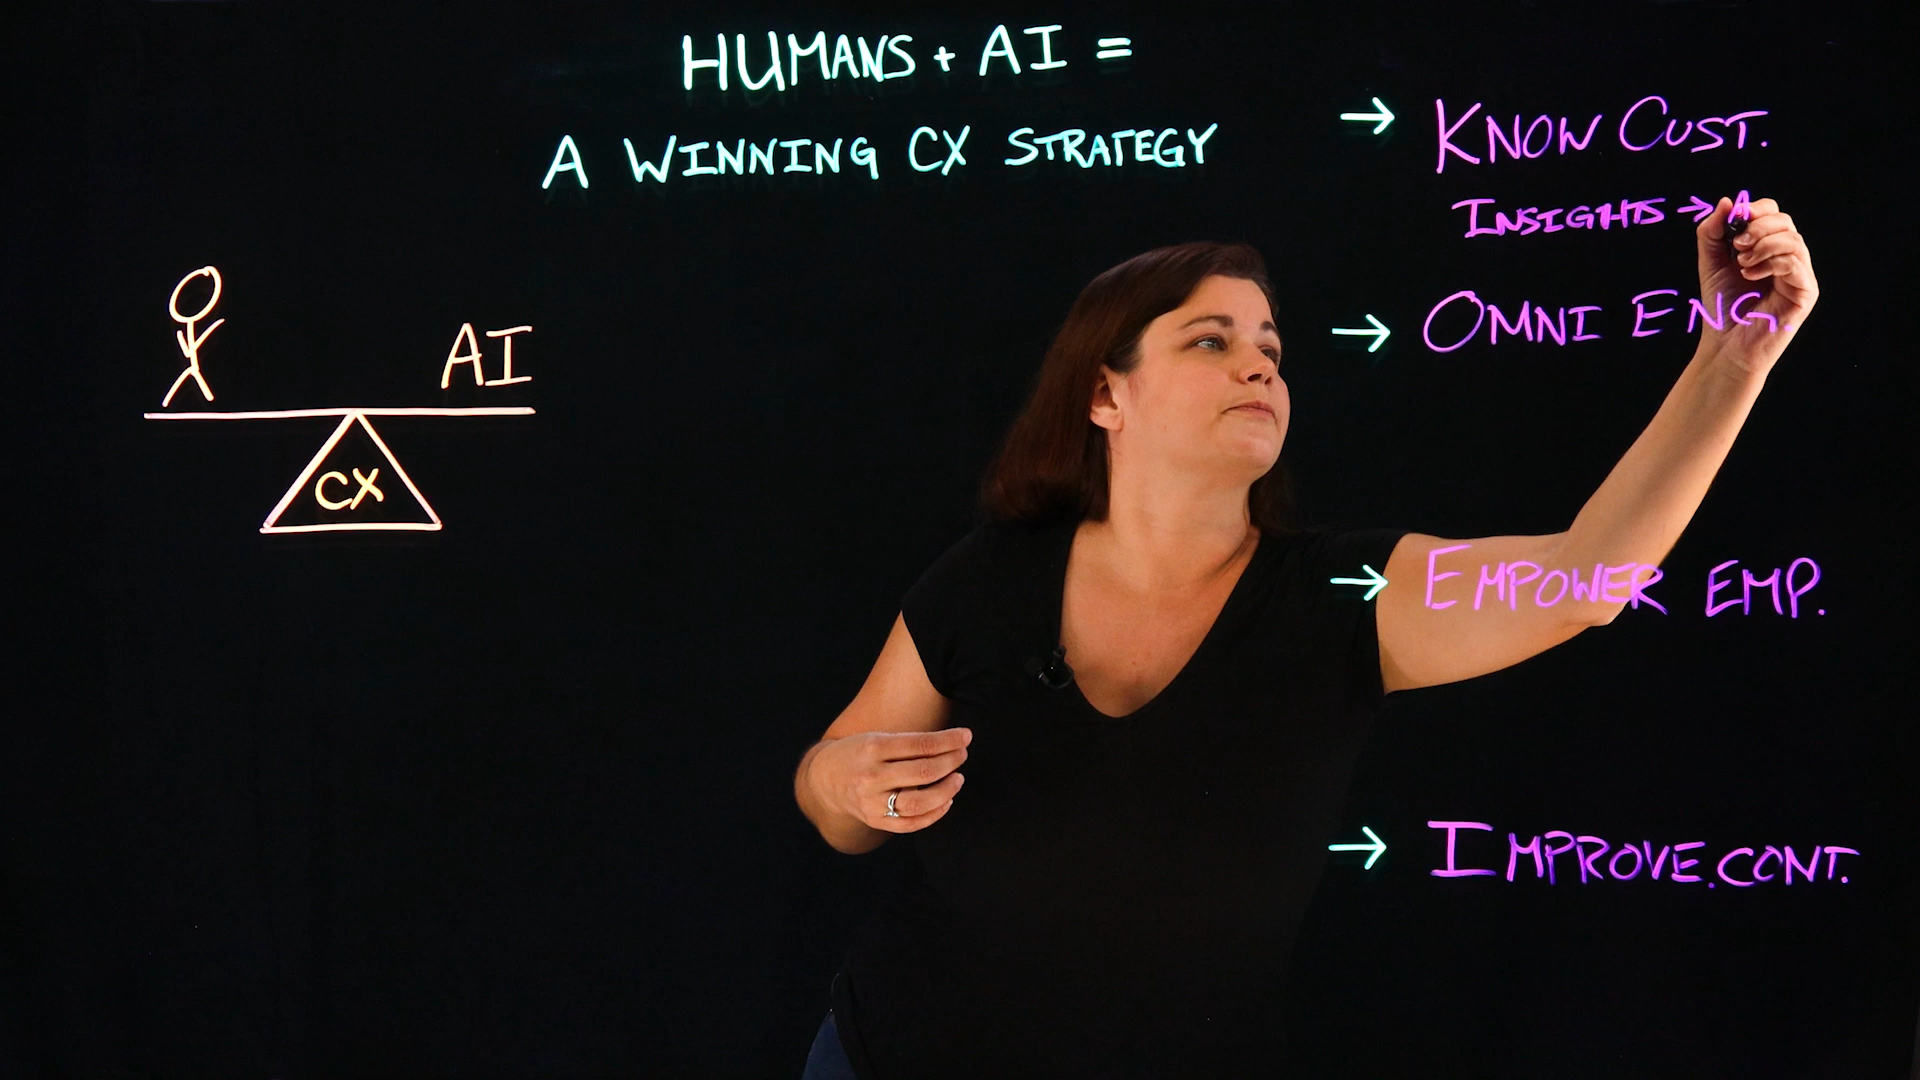 HUMANS + AI =
A WINNING CX STRATEGY
AI
CX
→ KNOW CUST.
INSIGHTS → A
→ OMNI ENG.
→ EMPOWER EMP.
→ IMPROVE.CONT.